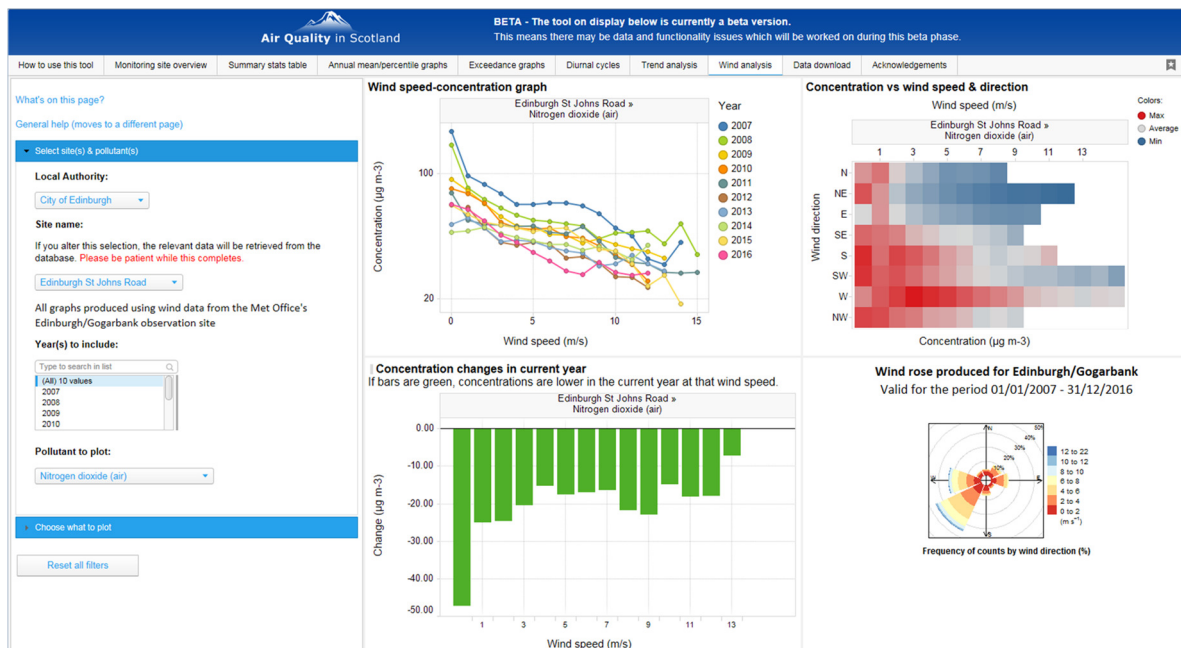 Air Quality in Scotland
BETA - The tool on display below is currently a beta version.
This means there may be data and functionality issues which will be worked on during this beta phase.
How to use this tool
Monitoring site overview
Summary stats table
Annual mean/percentile graphs
Exceedance graphs
Diurnal cycles
Trend analysis
Wind analysis
Data download
Acknowledgements
What's on this page?
General help (moves to a different page)
Select site(s) & pollutant(s)
Local Authority:
City of Edinburgh
Site name:
If you alter this selection, the relevant data will be retrieved from the
database. Please be patient while this completes.
Edinburgh St Johns Road
All graphs produced using wind data from the Met Office's
Edinburgh/Gogarbank observation site
Year(s) to include:
Type to search in list
(All) 10 values
2007
2008
2009
2010
Pollutant to plot:
Nitrogen dioxide (air)
Choose what to plot
Reset all filters
Wind speed-concentration graph
Edinburgh St Johns Road »
Nitrogen dioxide (air)
Concentration (µg m-3)
100
20
0
5
10
15
Wind speed (m/s)
Year
2007
2008
2009
2010
2011
2012
2013
2014
2015
2016
Concentration vs wind speed & direction
Wind speed (m/s)
Edinburgh St Johns Road »
Nitrogen dioxide (air)
1
3
5
7
9
11
13
Wind direction
N
NE
E
SE
S
SW
W
NW
Concentration (µg m-3)
Colors:
Max
Average
Min
Concentration changes in current year
If bars are green, concentrations are lower in the current year at that wind speed.
Edinburgh St Johns Road »
Nitrogen dioxide (air)
Change (µg m-3)
0.00
-10.00
-20.00
-30.00
-40.00
-50.00
1
3
5
7
9
11
13
Wind speed (m/s)
Wind rose produced for Edinburgh/Gogarbank
Valid for the period 01/01/2007 - 31/12/2016
N
50%
40%
30%
20%
10%
W
E
S
12 to 22
10 to 12
8 to 10
6 to 8
4 to 6
2 to 4
0 to 2
(m s⁻¹)
Frequency of counts by wind direction (%)